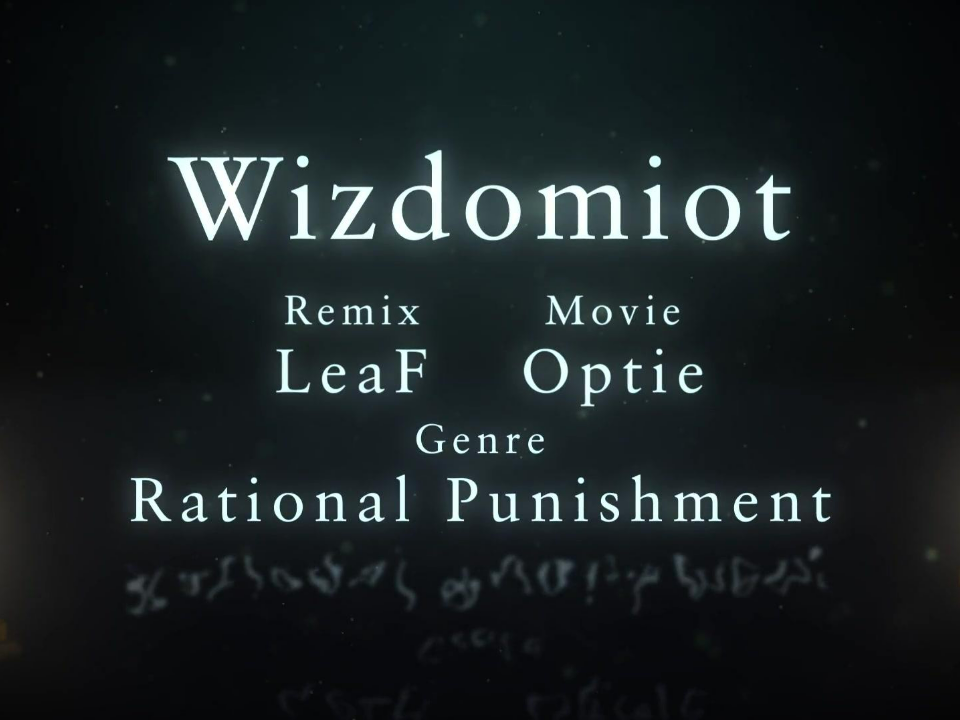 Wizdomiot
Remix Movie
LeaF Optie
Genre
Rational Punishment